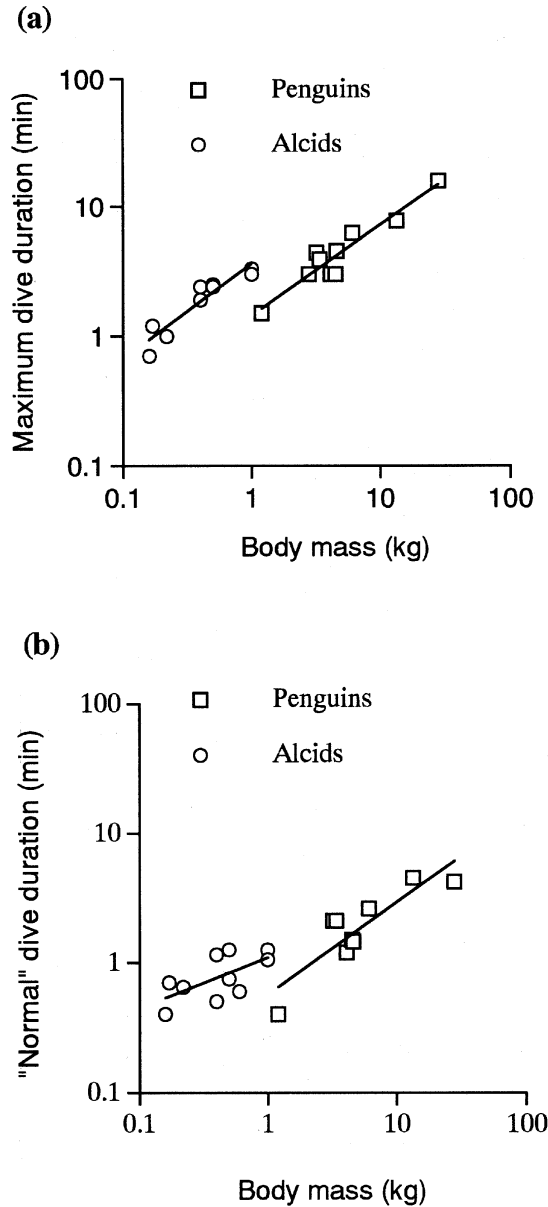 (a)
100
10
1
0.1
Maximum dive duration (min)
Penguins
Alcids
0.1 1 10 100
Body mass (kg)
(b)
100
10
1
0.1
"Normal" dive duration (min)
Penguins
Alcids
0.1 1 10 100
Body mass (kg)